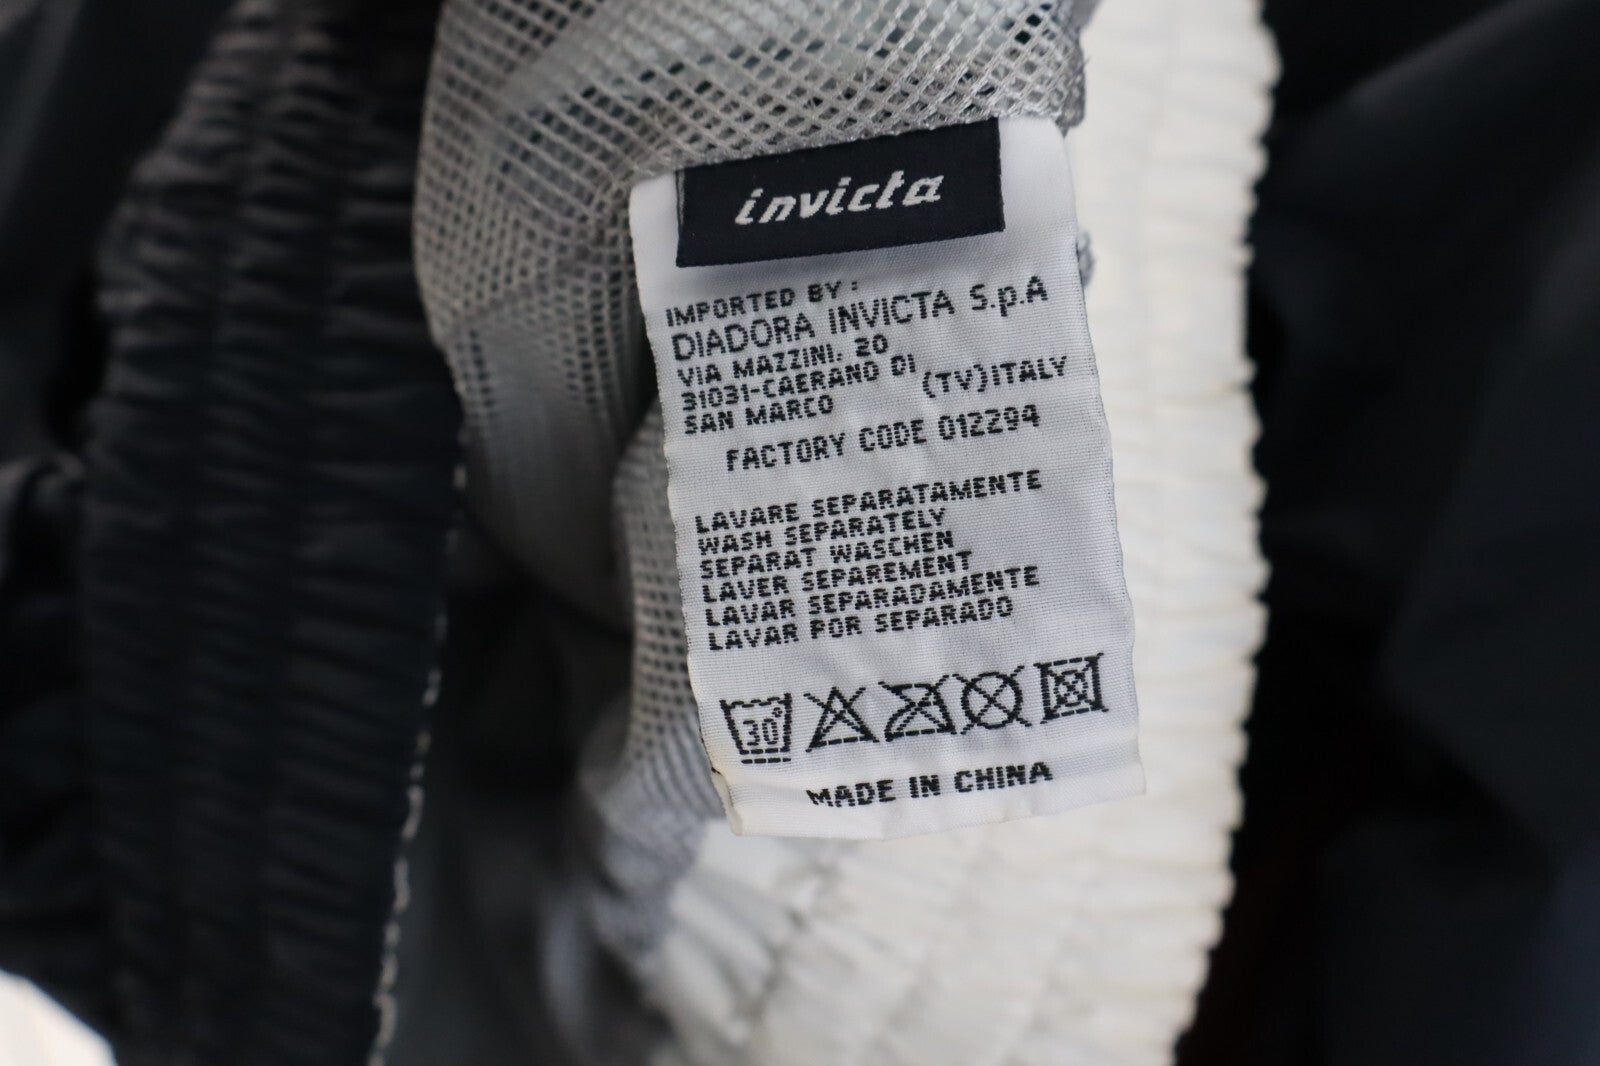 invicta
IMPORTED BY:
DIADORA INVICTA S.p.A
VIA MAZZINI. 20
31031-CAERANO DI
SAN MARCO
(TV)ITALY
FACTORY CODE 012294
LAVARE SEPARATAMENTE
WASH SEPARATELY
SEPARAT WASCHEN
LAVER SEPAREMENT
LAVAR SEPARADAMENTE
LAVAR POR SEPARADO
30°
MADE IN CHINA